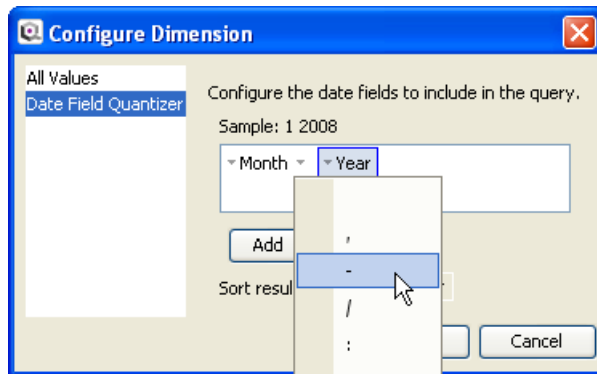 Configure Dimension
All Values
Date Field Quantizer
Configure the date fields to include in the query.
Sample: 1 2008
Month Year
,
Add
-
Sort resul
/
:
Cancel